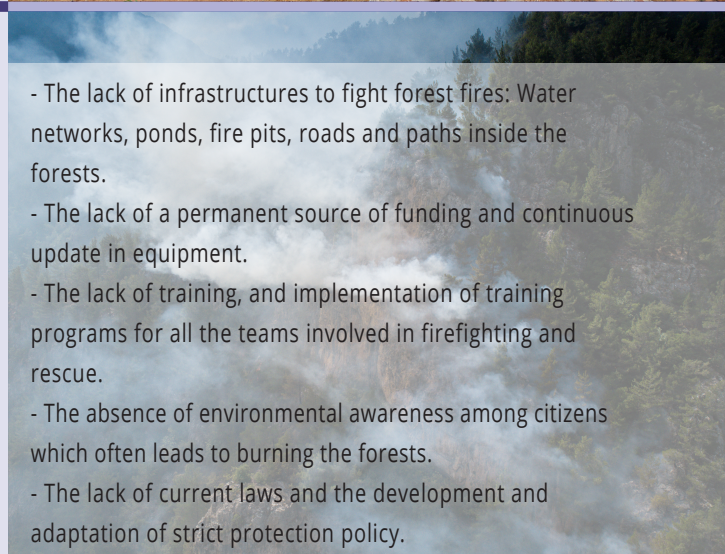 - The lack of infrastructures to fight forest fires: Water
networks, ponds, fire pits, roads and paths inside the
forests.
- The lack of a permanent source of funding and continuous
update in equipment.
- The lack of training, and implementation of training
programs for all the teams involved in firefighting and
rescue.
- The absence of environmental awareness among citizens
which often leads to burning the forests.
- The lack of current laws and the development and
adaptation of strict protection policy.